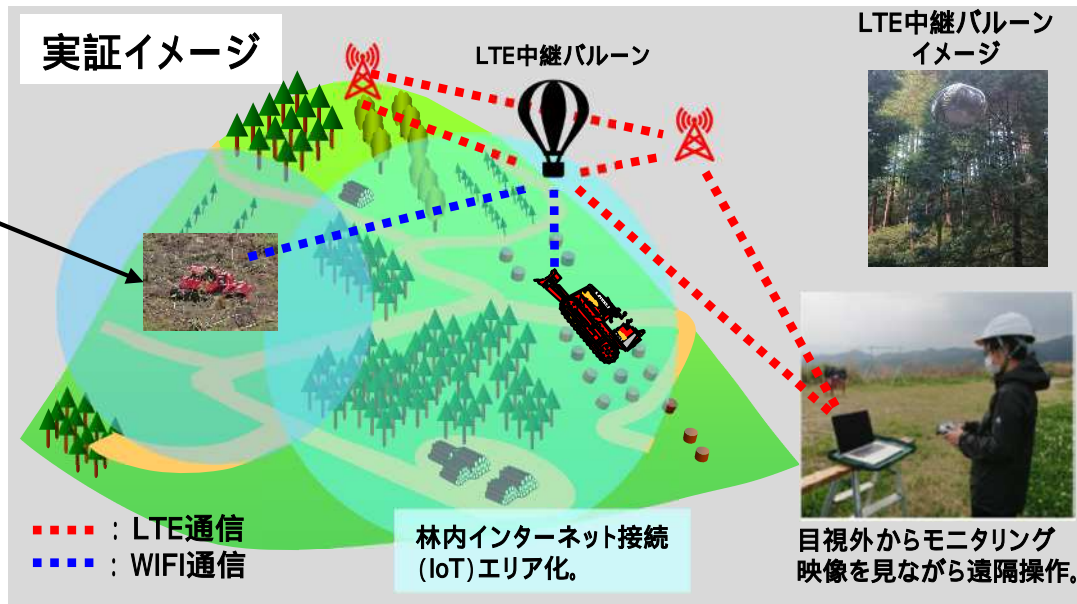 実証イメージ
LTE中継バルーン
LTE中継バルーン
イメージ
: LTE通信
: WIFI通信
林内インターネット接続
(IoT)エリア化。
目視外からモニタリング
映像を見ながら遠隔操作。